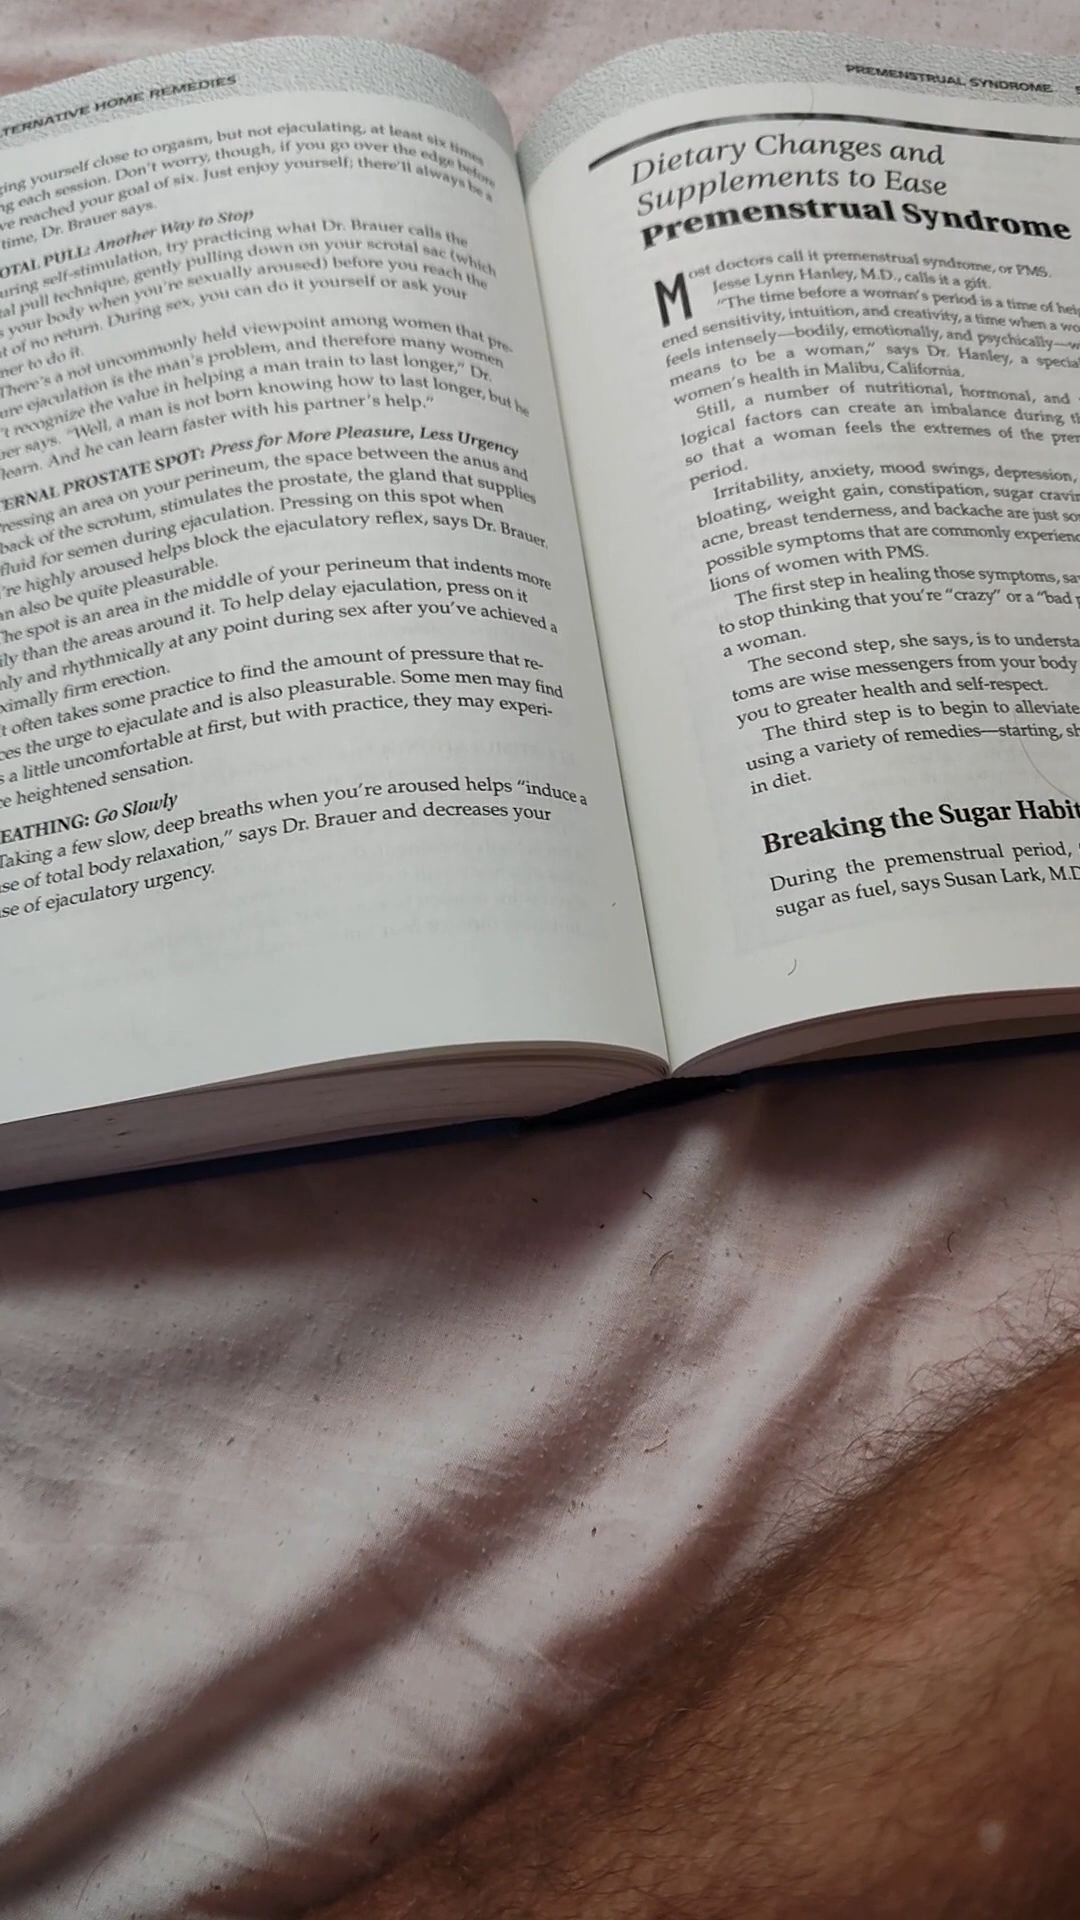 TERNATIVE HOME REMEDIES
ging yourself close to orgasm, but not ejaculating, at least six times
ng each session. Don't worry, though, if you go over the edge before
ve reached your goal of six. Just enjoy yourself; there'll always be a
time, Dr. Brauer says.
OTAL PULL: Another Way to Stop
uring self-stimulation, try practicing what Dr. Brauer calls the
tal pull technique, gently pulling down on your scrotal sac (which
s your body when you're sexually aroused) before you reach the
t of no return. During sex, you can do it yourself or ask your
ner to do it.
There's a not uncommonly held viewpoint among women that pre-
ure ejaculation is the man's problem, and therefore many women
't recognize the value in helping a man train to last longer," Dr.
uer says. "Well, a man is not born knowing how to last longer, but he
learn. And he can learn faster with his partner's help."
TERNAL PROSTATE SPOT: Press for More Pleasure, Less Urgency
ressing an area on your perineum, the space between the anus and
back of the scrotum, stimulates the prostate, the gland that supplies
fluid for semen during ejaculation. Pressing on this spot when
're highly aroused helps block the ejaculatory reflex, says Dr. Brauer.
an also be quite pleasurable.
he spot is an area in the middle of your perineum that indents more
ily than the areas around it. To help delay ejaculation, press on it
nly and rhythmically at any point during sex after you've achieved a
ximally firm erection.
t often takes some practice to find the amount of pressure that re-
ces the urge to ejaculate and is also pleasurable. Some men may find
s a little uncomfortable at first, but with practice, they may experi-
ce heightened sensation.
EATHING: Go Slowly
Taking a few slow, deep breaths when you're aroused helps "induce a
se of total body relaxation," says Dr. Brauer and decreases your
se of ejaculatory urgency.
PREMENSTRUAL SYNDROME
Dietary Changes and
Supplements to Ease
Premenstrual Syndrome
Most doctors call it premenstrual syndrome, or PMS.
Jesse Lynn Hanley, M.D., calls it a gift.
"The time before a woman's period is a time of heig
ened sensitivity, intuition, and creativity, a time when a wo
feels intensely—bodily, emotionally, and psychically—w
means to be a woman," says Dr. Hanley, a special
women's health in Malibu, California.
Still, a number of nutritional, hormonal, and
logical factors can create an imbalance during th
so that a woman feels the extremes of the prem
period.
Irritability, anxiety, mood swings, depression,
bloating, weight gain, constipation, sugar cravin
acne, breast tenderness, and backache are just so
possible symptoms that are commonly experienc
lions of women with PMS.
The first step in healing those symptoms, sa
to stop thinking that you're "crazy" or a "bad p
a woman.
The second step, she says, is to understa
toms are wise messengers from your body
you to greater health and self-respect.
The third step is to begin to alleviate
using a variety of remedies—starting, sh
in diet.
Breaking the Sugar Habit
During the premenstrual period,
sugar as fuel, says Susan Lark, M.D